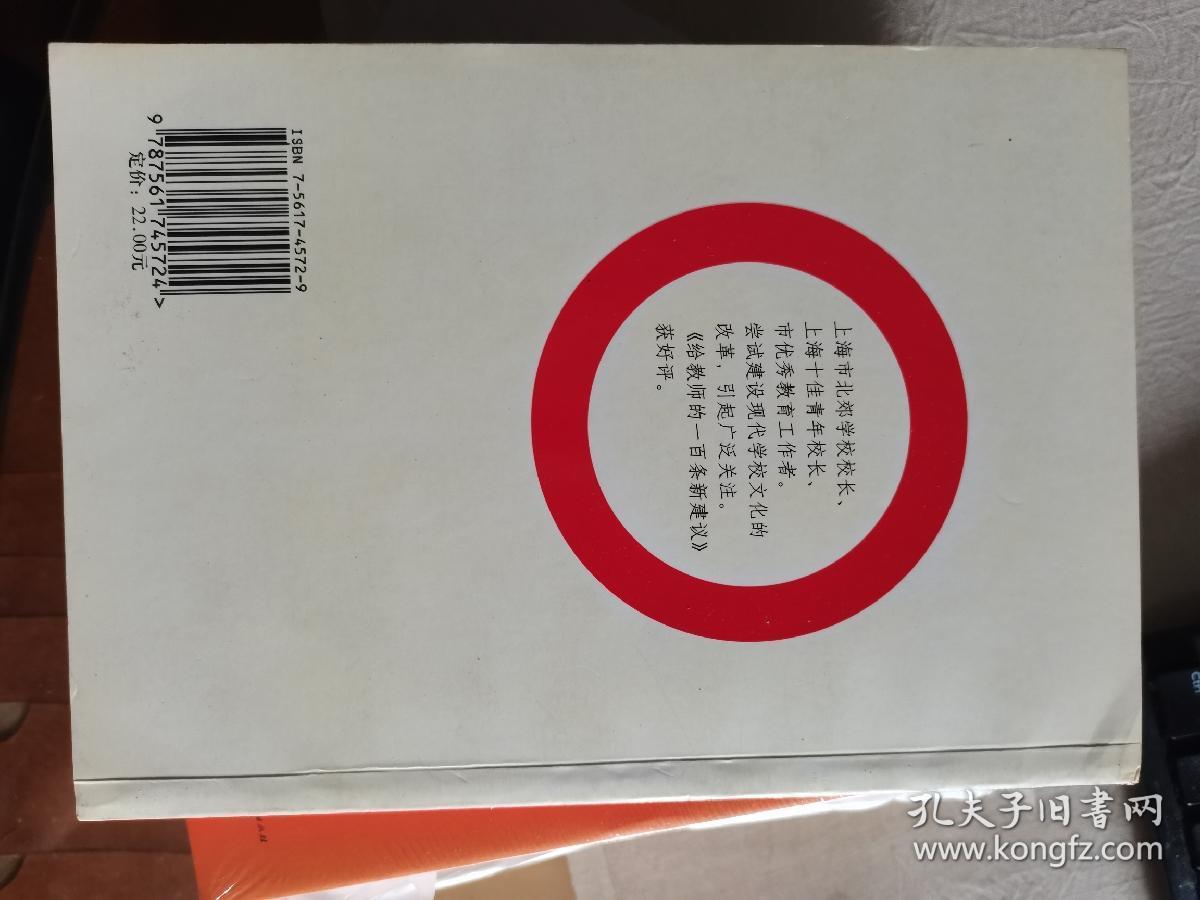 上海市北郊学校校长、
上海十佳青年校长、
市优秀教育工作者。
尝试建设现代学校文化的
改革，引起广泛关注。
《给教师的一百条新建议》
获好评。
ISBN 7-5617-4572-9
9 787561 745724 >
定价：22.00元
孔夫子旧书网
www.kongfz.com